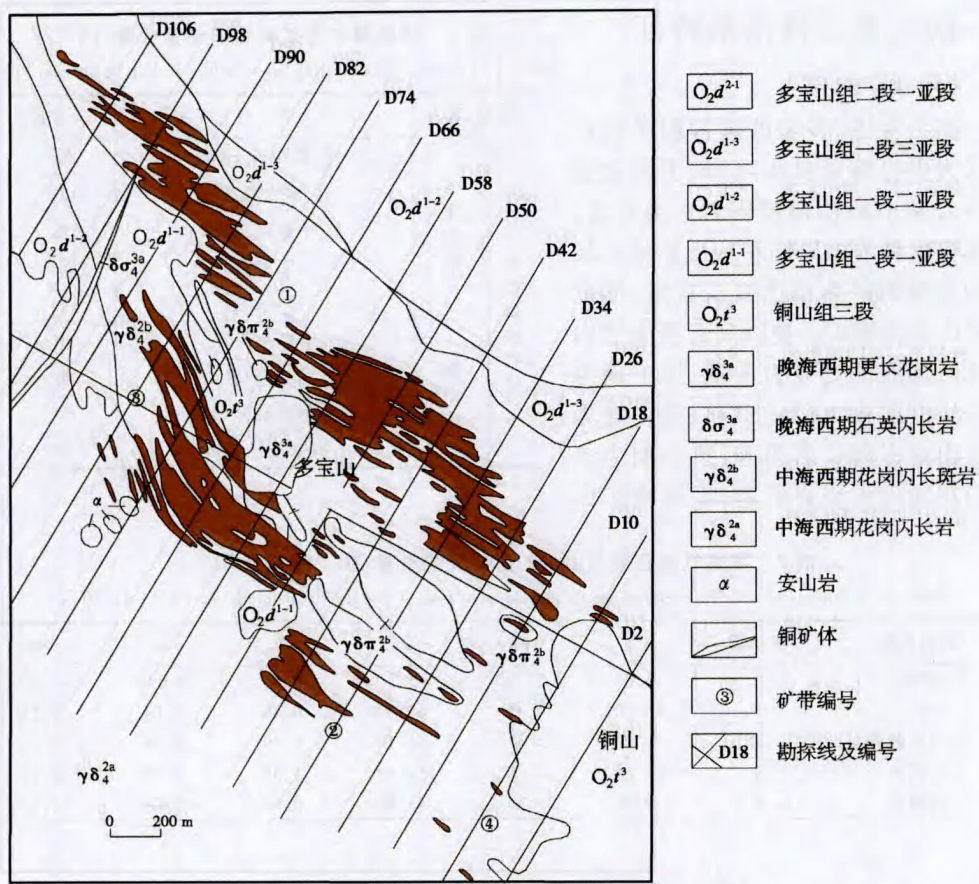 D106
D98
D90
D82
D74
D66
D58
D50
D42
D34
D26
D18
D10
D2
O₂d¹⁻³
O₂d¹⁻²
O₂d¹⁻²
O₂d¹⁻¹
δσ₄³ᵃ
①
γδ₄²ᵇ
γδπ₄²ᵇ
③
O₂t³
O₂d¹⁻³
γδ₄³ᵃ
多宝山
α
O₂d¹⁻¹
γδπ₄²ᵇ
γδπ₄²ᵇ
②
铜山
O₂t³
γδ₄²ᵃ
0 200 m
④
O₂d²⁻¹ 多宝山组二段一亚段
O₂d¹⁻³ 多宝山组一段三亚段
O₂d¹⁻² 多宝山组一段二亚段
O₂d¹⁻¹ 多宝山组一段一亚段
O₂t³ 铜山组三段
γδ₄³ᵃ 晚海西期更长花岗岩
δσ₄³ᵃ 晚海西期石英闪长岩
γδ₄²ᵇ 中海西期花岗闪长斑岩
γδ₄²ᵃ 中海西期花岗闪长岩
α 安山岩
铜矿体
③ 矿带编号
D18 勘探线及编号